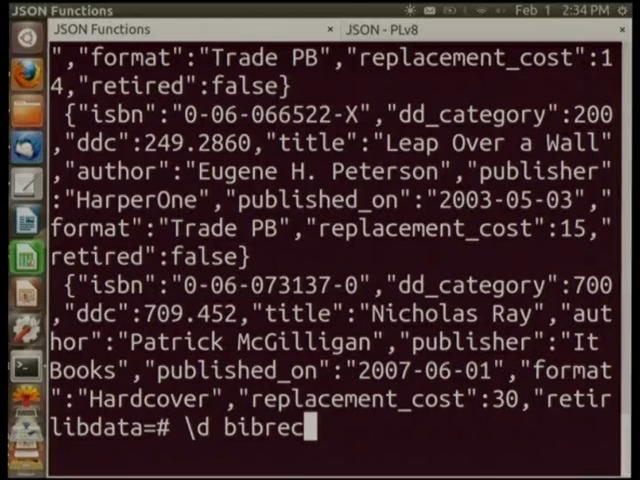 JSON Functions
Feb 1 2:34 PM
JSON Functions × JSON - PLv8 ×
","format":"Trade PB","replacement_cost":1
4,"retired":false}
{"isbn":"0-06-066522-X","dd_category":200
,"ddc":249.2860,"title":"Leap Over a Wall"
,"author":"Eugene H. Peterson","publisher"
:"HarperOne","published_on":"2003-05-03","
format":"Trade PB","replacement_cost":15,"
retired":false}
{"isbn":"0-06-073137-0","dd_category":700
,"ddc":709.452,"title":"Nicholas Ray","aut
hor":"Patrick McGilligan","publisher":"It
Books","published_on":"2007-06-01","format
":"Hardcover","replacement_cost":30,"retir
libdata=# \d bibrec